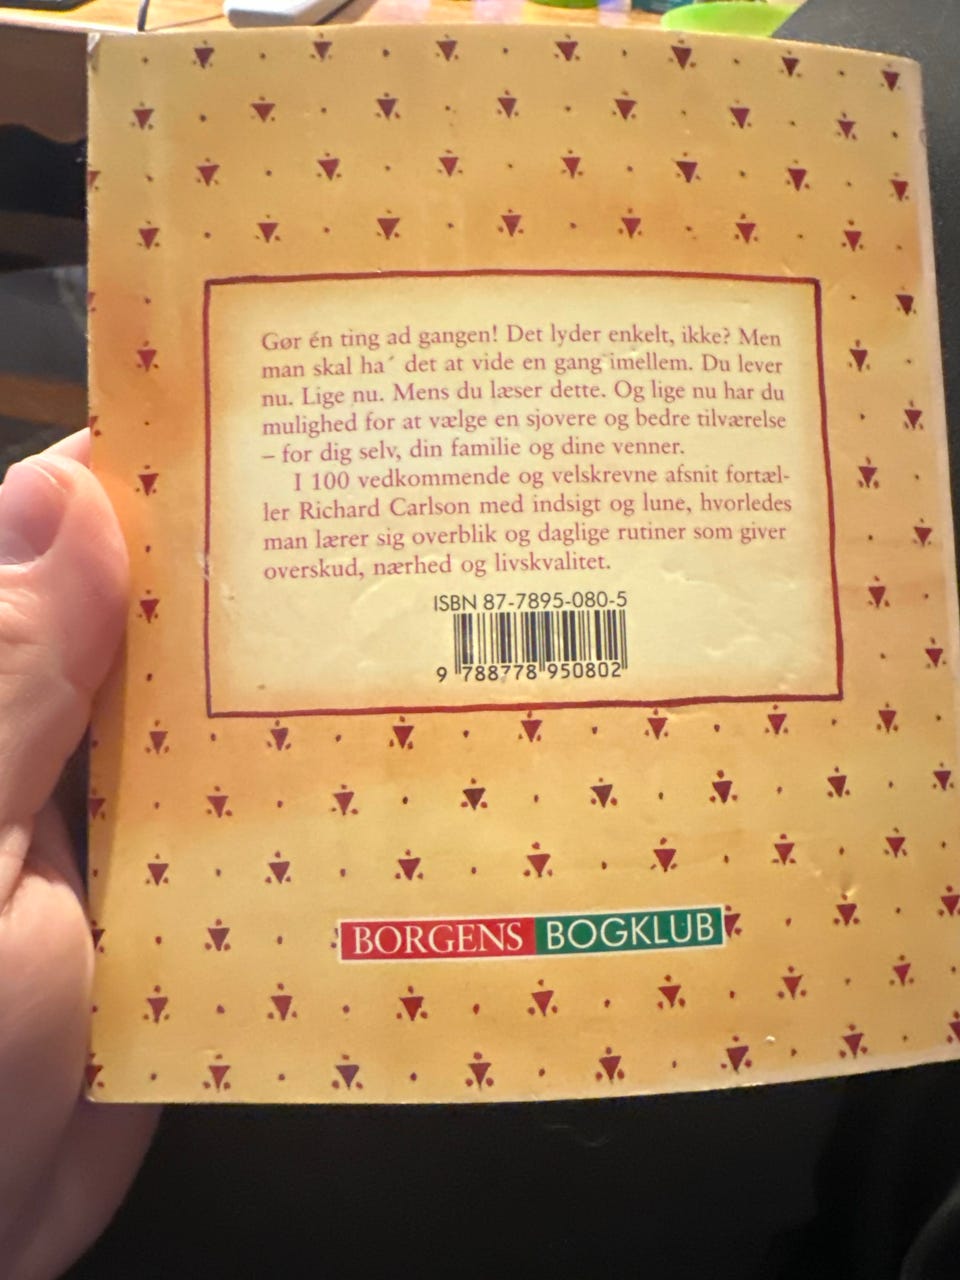 Gør én ting ad gangen! Det lyder enkelt, ikke? Men
man skal ha´ det at vide en gang imellem. Du lever
nu. Lige nu. Mens du læser dette. Og lige nu har du
mulighed for at vælge en sjovere og bedre tilværelse
– for dig selv, din familie og dine venner.
I 100 vedkommende og velskrevne afsnit fortæl-
ler Richard Carlson med indsigt og lune, hvorledes
man lærer sig overblik og daglige rutiner som giver
overskud, nærhed og livskvalitet.
ISBN 87-7895-080-5
9 788778 950802
BORGENS BOGKLUB